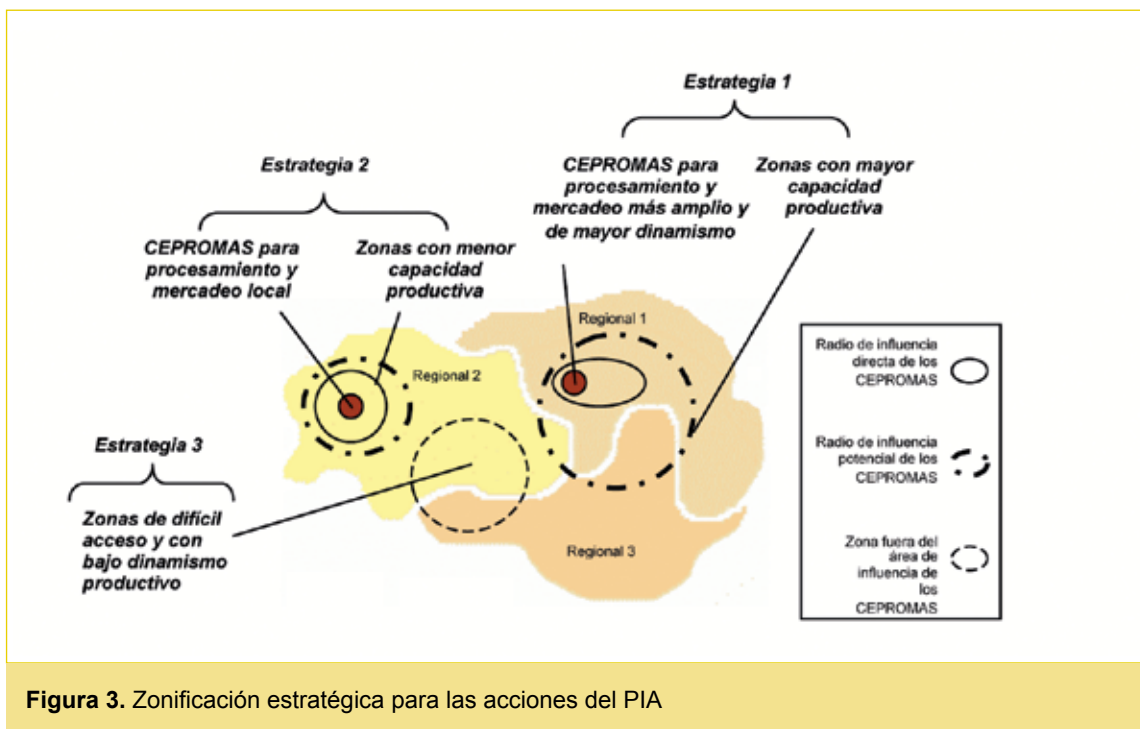 Estrategia 1
CEPROMAS para
procesamiento y
mercadeo más amplio y
de mayor dinamismo
Zonas con mayor
capacidad
productiva
Estrategia 2
CEPROMAS para
procesamiento y
mercadeo local
Zonas con menor
capacidad
productiva
Estrategia 3
Zonas de difícil
acceso y con
bajo dinamismo
productivo
Regional 1
Regional 2
Regional 3
Radio de influencia
directa de los
CEPROMAS
Radio de influencia
potencial de los
CEPROMAS
Zona fuera del
área de
influencia de
los
CEPROMAS
Figura 3. Zonificación estratégica para las acciones del PIA